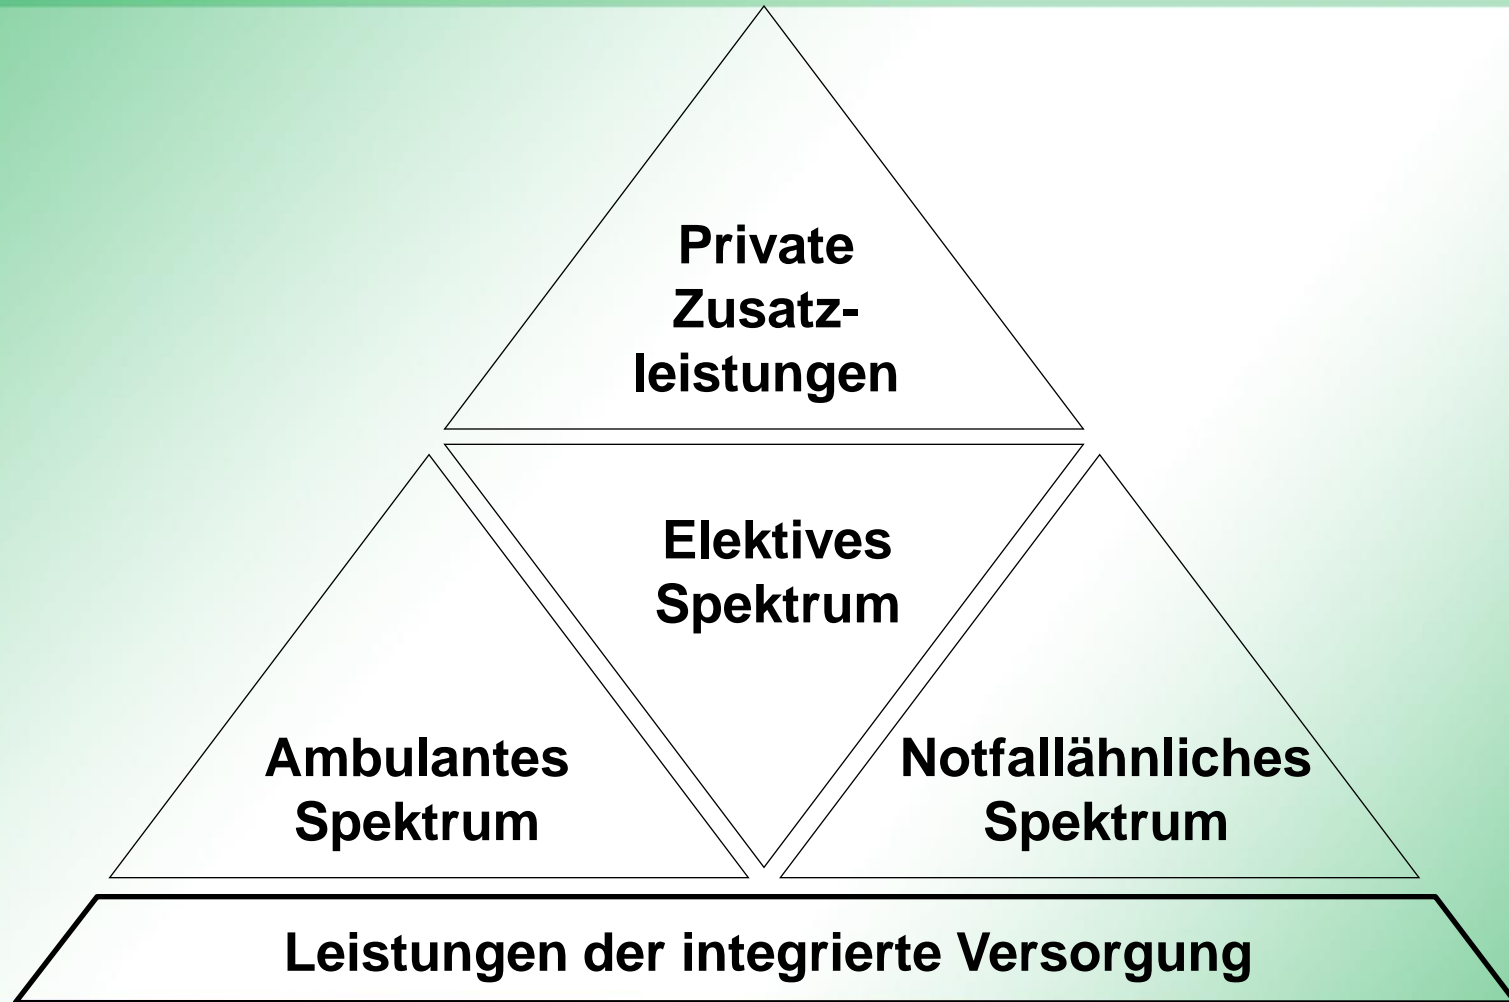 Private
Zusatz-
leistungen
Elektives
Spektrum
Ambulantes
Spektrum
Notfallähnliches
Spektrum
Leistungen der integrierte Versorgung